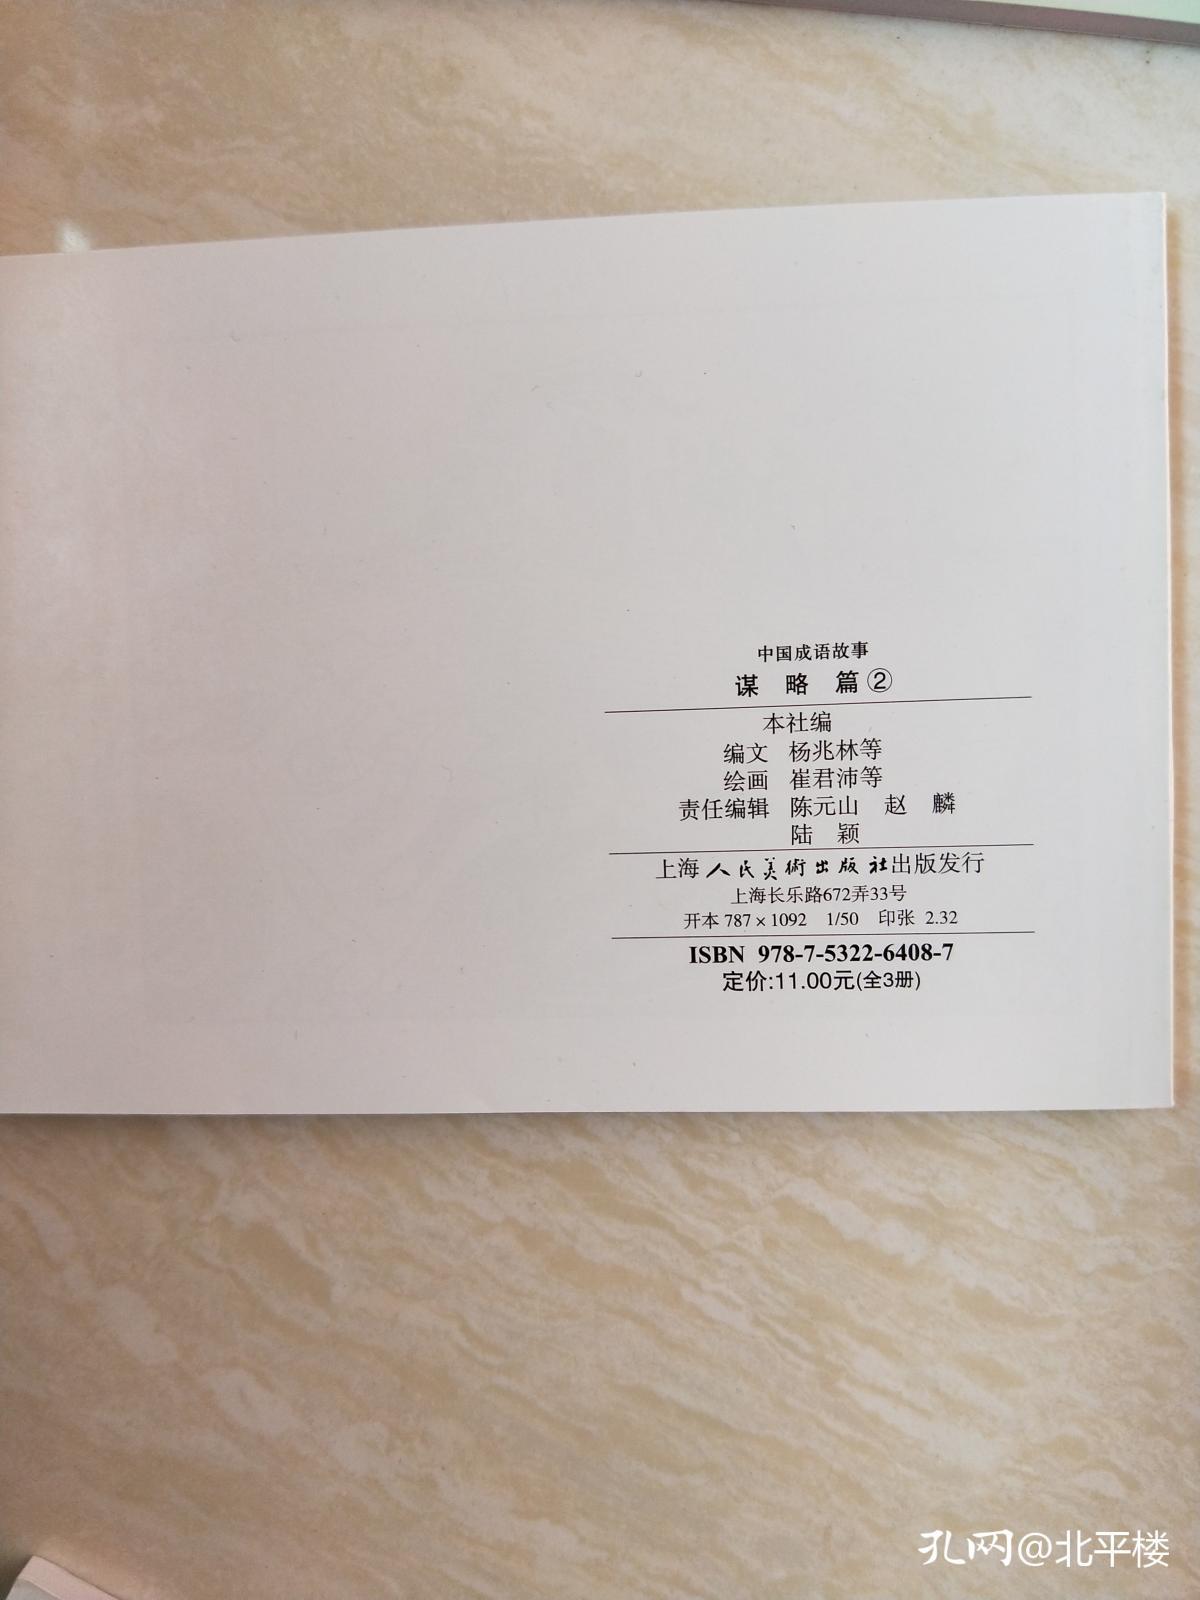 中国成语故事
谋 略 篇②
本社编
编文 杨兆林等
绘画 崔君沛等
责任编辑 陈元山 赵 麟
陆 颖
上海人民美術出版社出版发行
上海长乐路672弄33号
开本 787×1092 1/50 印张 2.32
ISBN 978-7-5322-6408-7
定价:11.00元(全3册)
孔网@北平楼